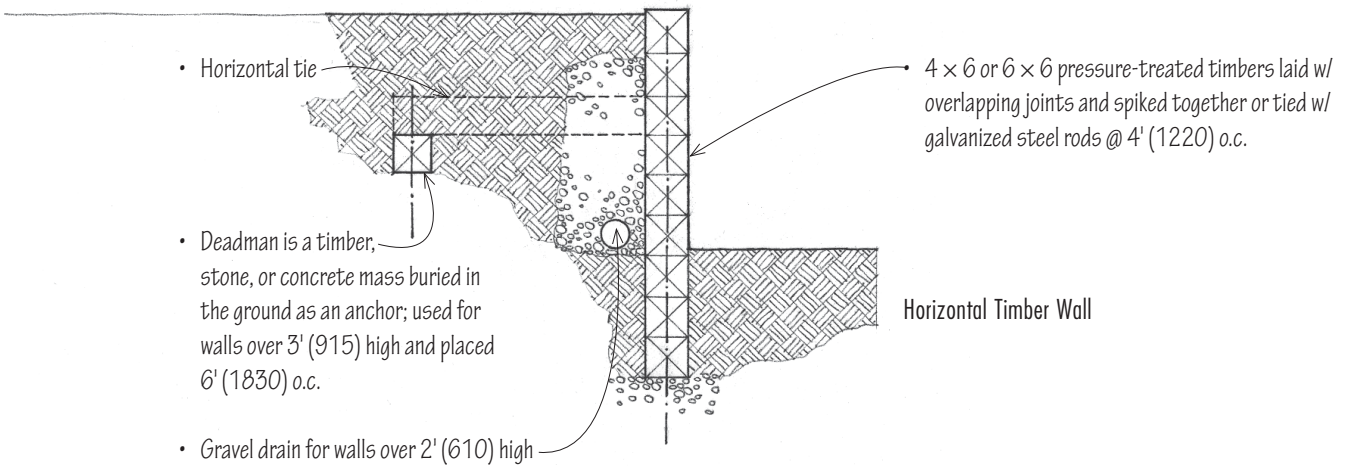 • Horizontal tie
• Deadman is a timber,
stone, or concrete mass buried in
the ground as an anchor; used for
walls over 3' (915) high and placed
6' (1830) o.c.
• Gravel drain for walls over 2' (610) high
• 4 × 6 or 6 × 6 pressure-treated timbers laid w/
overlapping joints and spiked together or tied w/
galvanized steel rods @ 4' (1220) o.c.
Horizontal Timber Wall